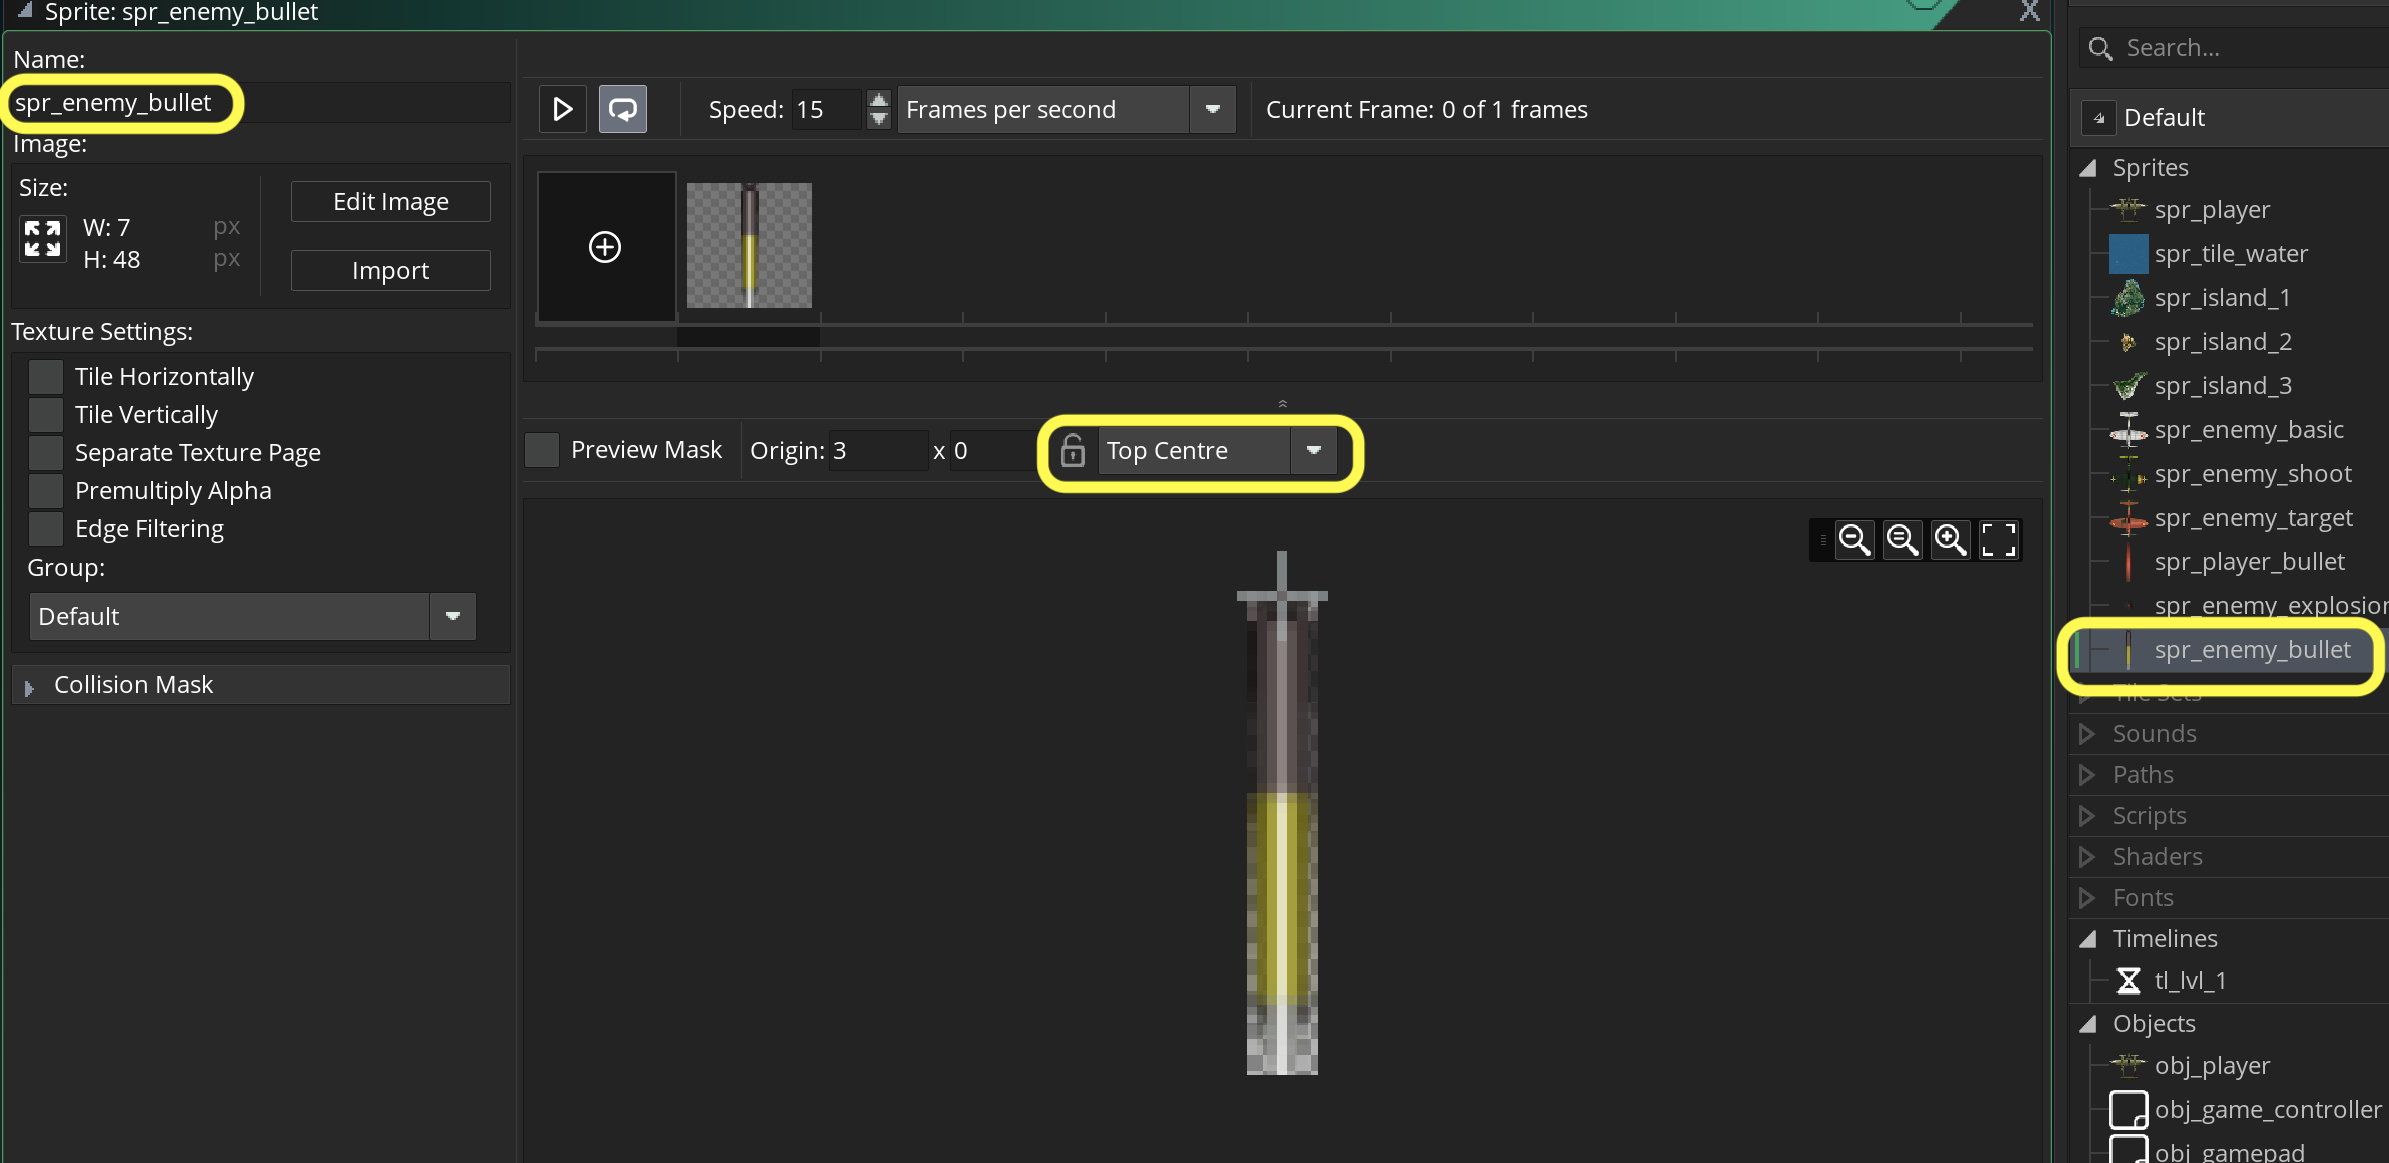 Sprite: spr_enemy_bullet
X
Name:
spr_enemy_bullet
Image:
Size:
W: 7 px
H: 48 px
Edit Image
Import
Texture Settings:
Tile Horizontally
Tile Vertically
Separate Texture Page
Premultiply Alpha
Edge Filtering
Group:
Default
Collision Mask
Speed: 15
Frames per second
Current Frame: 0 of 1 frames
Preview Mask
Origin: 3 x 0
Top Centre
Search...
Default
Sprites
spr_player
spr_tile_water
spr_island_1
spr_island_2
spr_island_3
spr_enemy_basic
spr_enemy_shoot
spr_enemy_target
spr_player_bullet
spr_enemy_explosion
spr_enemy_bullet
Tile Sets
Sounds
Paths
Scripts
Shaders
Fonts
Timelines
tl_lvl_1
Objects
obj_player
obj_game_controller
obj_gamepad